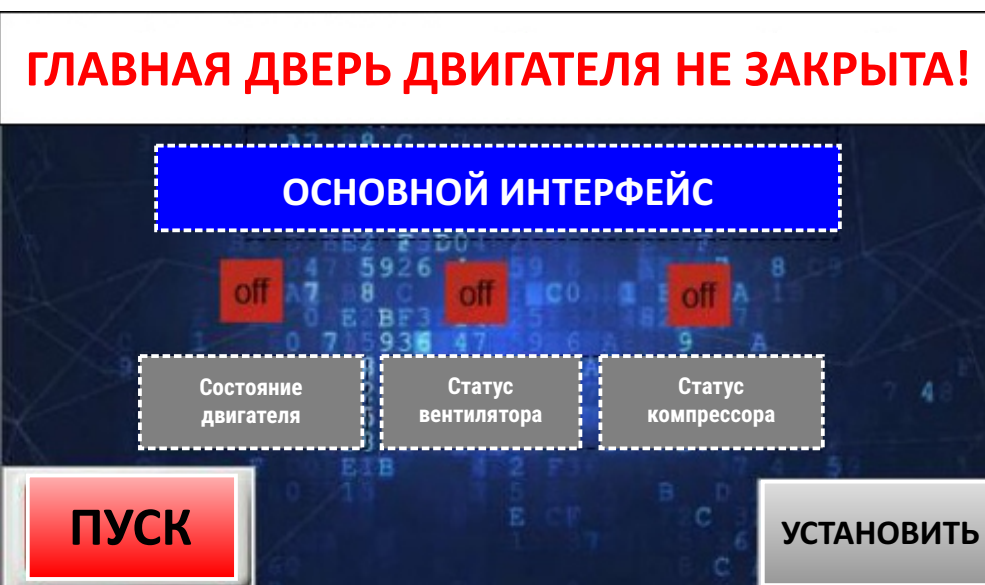 ГЛАВНАЯ ДВЕРЬ ДВИГАТЕЛЯ НЕ ЗАКРЫТА!
ОСНОВНОЙ ИНТЕРФЕЙС
off off off
Состояние
двигателя
Статус
вентилятора
Статус
компрессора
ПУСК
УСТАНОВИТЬ